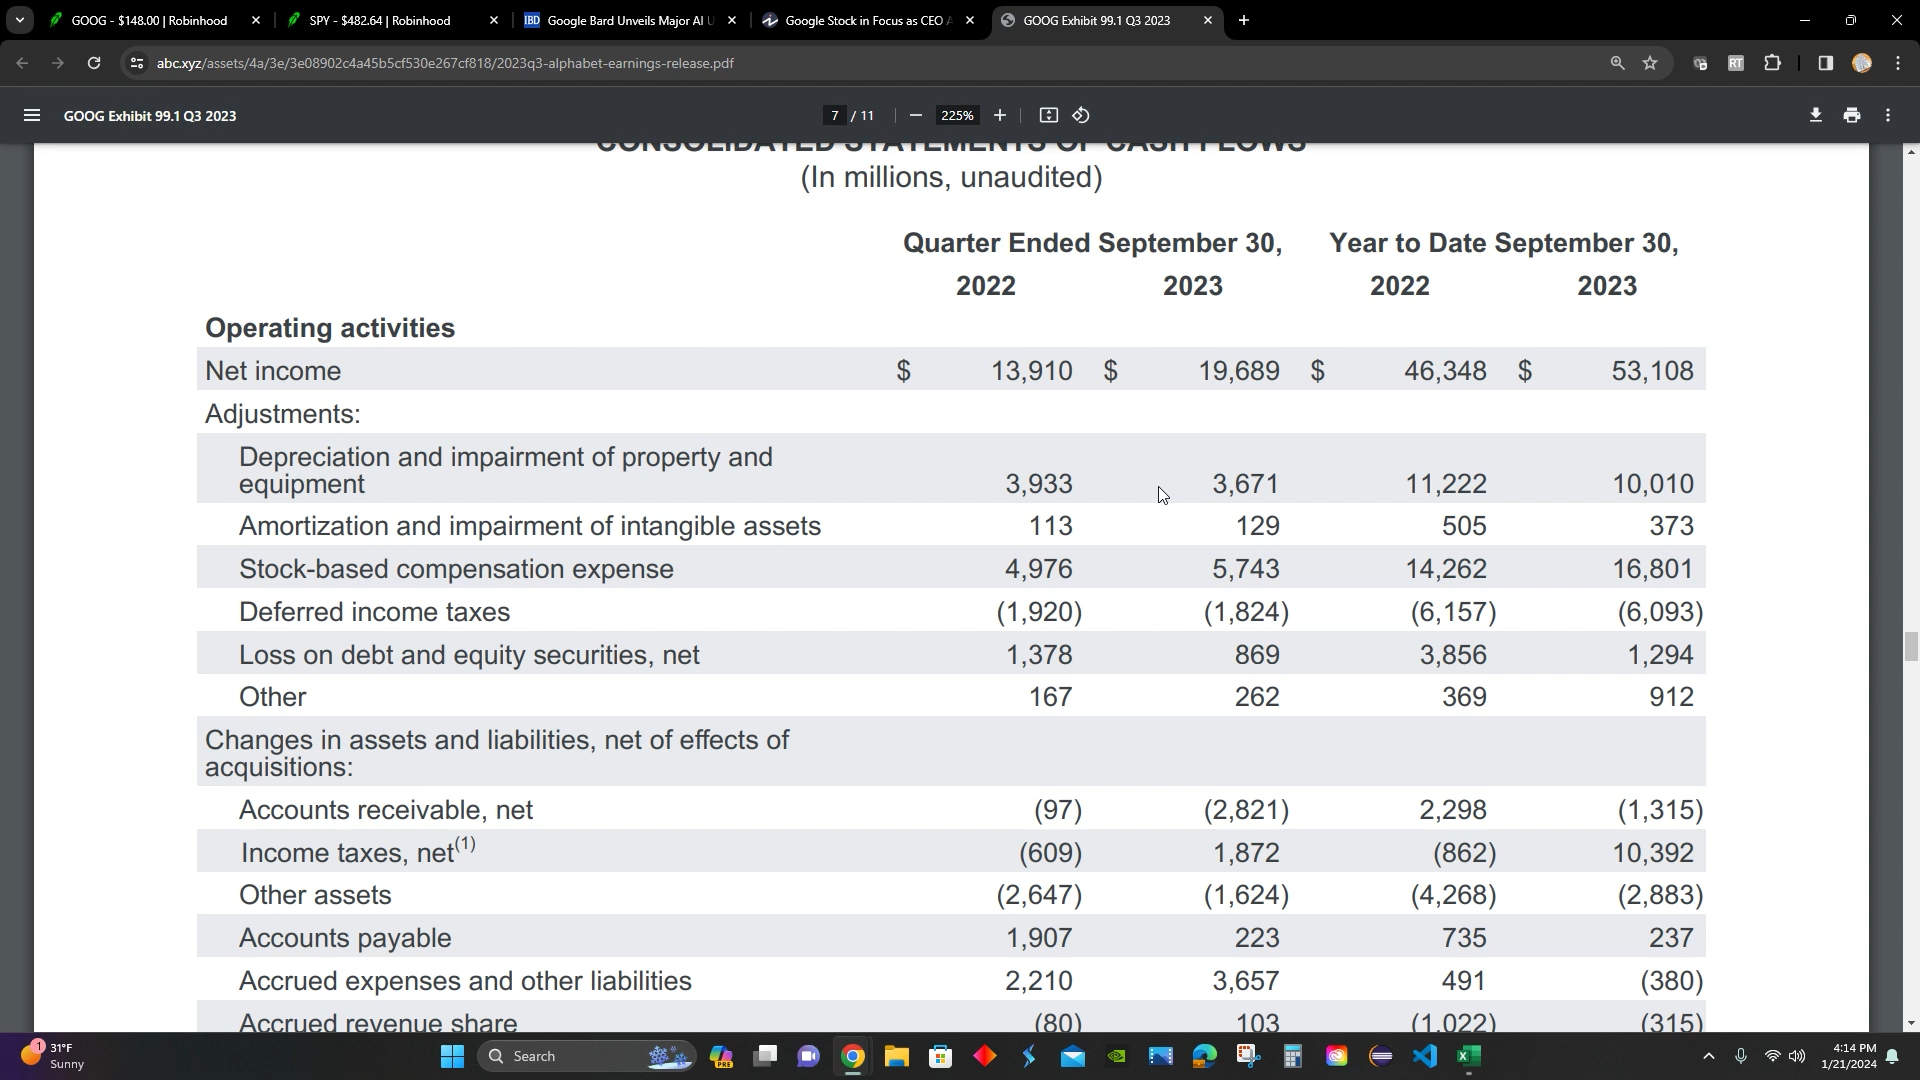 GOOG - $148.00 | Robinhood
SPY - $482.64 | Robinhood
IBD Google Bard Unveils Major AI U
Google Stock in Focus as CEO A
GOOG Exhibit 99.1 Q3 2023
abc.xyz/assets/4a/3e/3e08902c4a45b5cf530e267cf818/2023q3-alphabet-earnings-release.pdf
RT
GOOG Exhibit 99.1 Q3 2023
7 / 11
225%
CONSOLIDATED STATEMENTS OF CASH FLOWS
(In millions, unaudited)
Quarter Ended September 30, Year to Date September 30,
2022 2023 2022 2023
Operating activities
Net income $ 13,910 $ 19,689 $ 46,348 $ 53,108
Adjustments:
Depreciation and impairment of property and
equipment 3,933 3,671 11,222 10,010
Amortization and impairment of intangible assets 113 129 505 373
Stock-based compensation expense 4,976 5,743 14,262 16,801
Deferred income taxes (1,920) (1,824) (6,157) (6,093)
Loss on debt and equity securities, net 1,378 869 3,856 1,294
Other 167 262 369 912
Changes in assets and liabilities, net of effects of
acquisitions:
Accounts receivable, net (97) (2,821) 2,298 (1,315)
Income taxes, net(1) (609) 1,872 (862) 10,392
Other assets (2,647) (1,624) (4,268) (2,883)
Accounts payable 1,907 223 735 237
Accrued expenses and other liabilities 2,210 3,657 491 (380)
Accrued revenue share (80) 103 (1,022) (315)
1
31°F
Sunny
Search
PRE
4:14 PM
1/21/2024